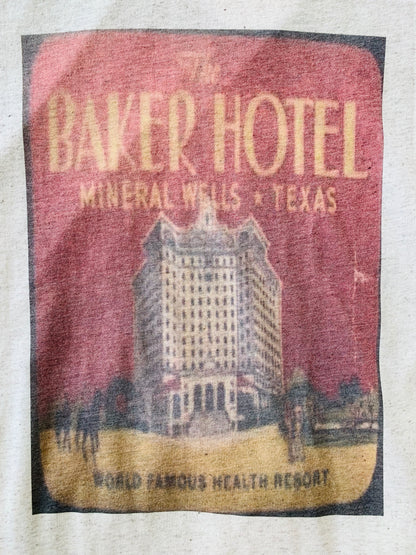 The
BAKER HOTEL
MINERAL WELLS ★ TEXAS
WORLD FAMOUS HEALTH RESORT